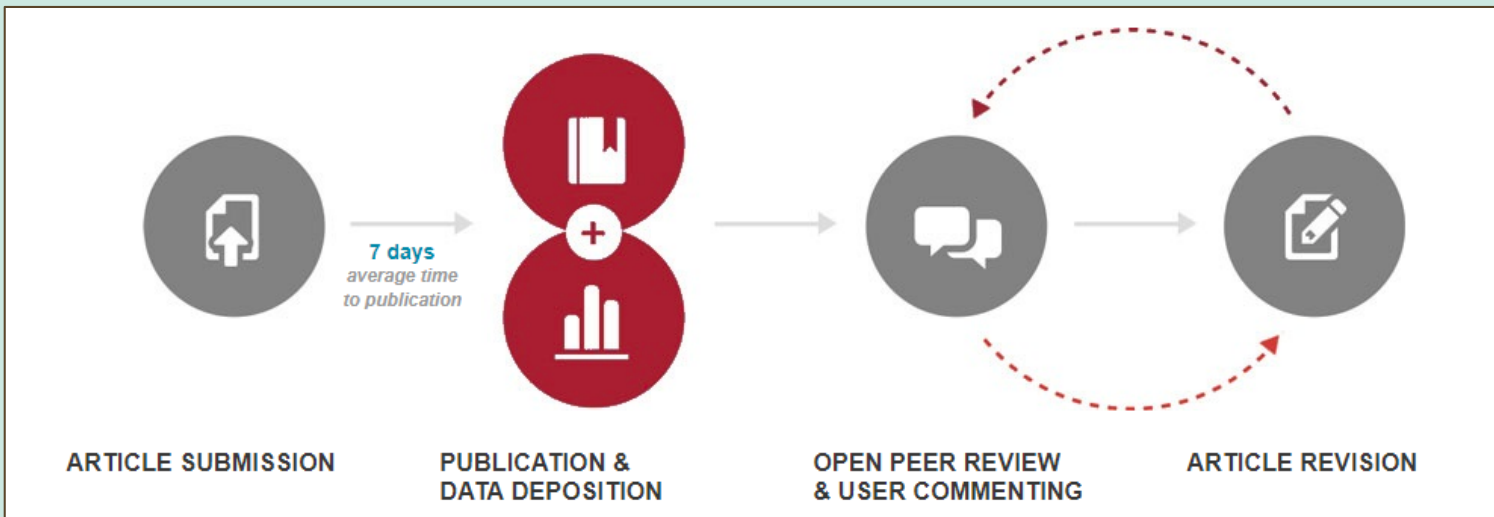 7 days
average time
to publication
ARTICLE SUBMISSION
PUBLICATION &
DATA DEPOSITION
OPEN PEER REVIEW
& USER COMMENTING
ARTICLE REVISION